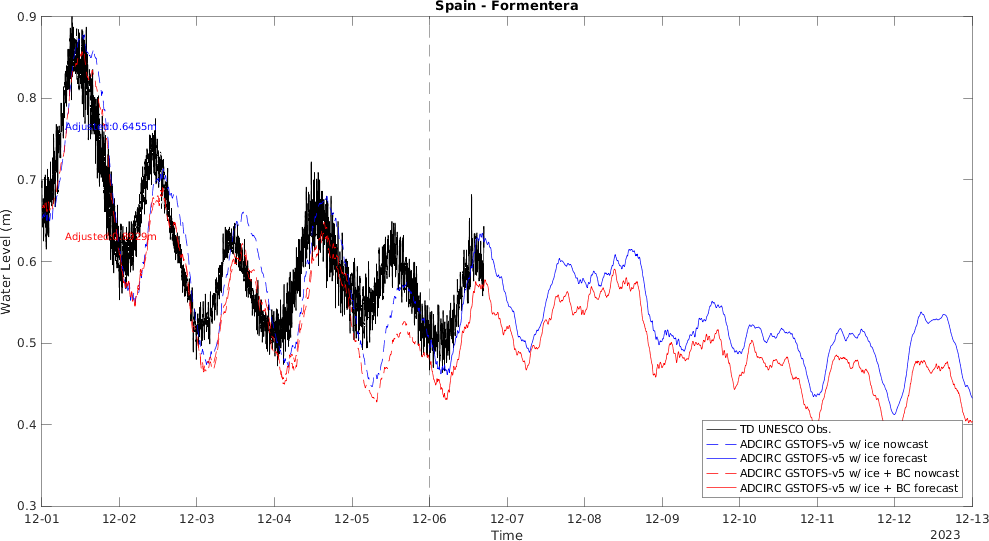 Spain - Formentera
0.9
0.8
0.7
0.6
0.5
0.4
0.3
Water Level (m)
Adjusted:0.6455m
TD UNESCO Obs.
ADCIRC GSTOFS-v5 w/ ice nowcast
ADCIRC GSTOFS-v5 w/ ice forecast
ADCIRC GSTOFS-v5 w/ ice + BC nowcast
ADCIRC GSTOFS-v5 w/ ice + BC forecast
12-01 12-02 12-03 12-04 12-05 12-06 12-07 12-08 12-09 12-10 12-11 12-12 12-13
Time
2023